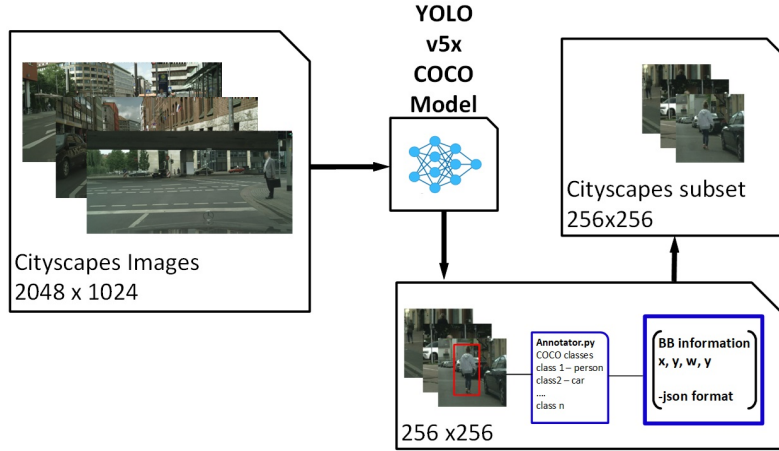 YOLO
v5x
COCO
Model
Cityscapes Images
2048 x 1024
Cityscapes subset
256x256
256 x256
Annotator.py
COCO classes
class 1 – person
class2 – car
....
class n
BB information
x, y, w, y
-json format